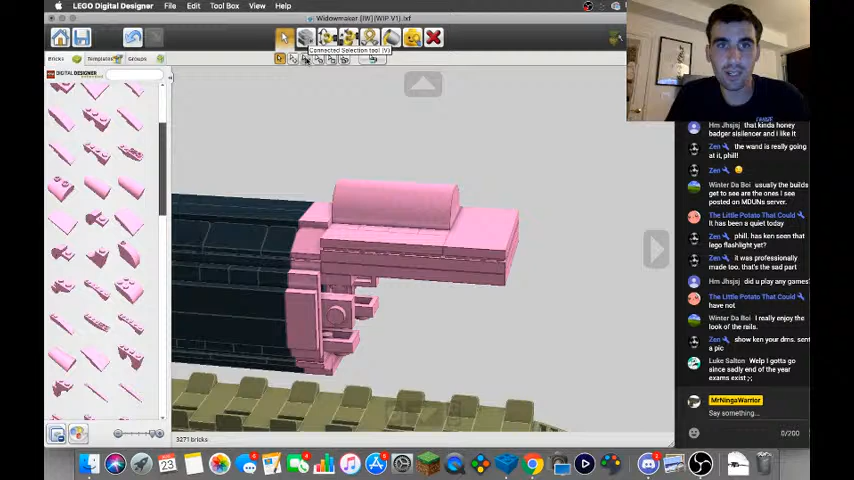 LEGO Digital Designer File Edit Tool Box View Help
Widowmaker [IW](WIP V1).lxf
Connected Selection tool (V)
Bricks Templates Groups
DIGITAL DESIGNER
3271 bricks
Hm Jhsjsj that kinda honey
badger sisilencer and i like it
Zen the wand is really going
at it, phill!
Zen
Winter Da Boi usually the builds
get to see are the ones I see
posted on MDUNs server.
The Little Potato That Could
It has been a quiet today
Zen phill. has ken seen that
lego flashlight yet?
Zen it was professionally
made too. that's the sad part
Hm Jhsjsj did u play any games?
The Little Potato That Could
have not
Winter Da Boi I really enjoy the
look of the rails.
Zen show ken your dms. sent
a pic
Luke Salton Welp I gotta go
since sadly end of the year
exams exist ;-;
MrNingaWarrior
Say something...
0/200
23